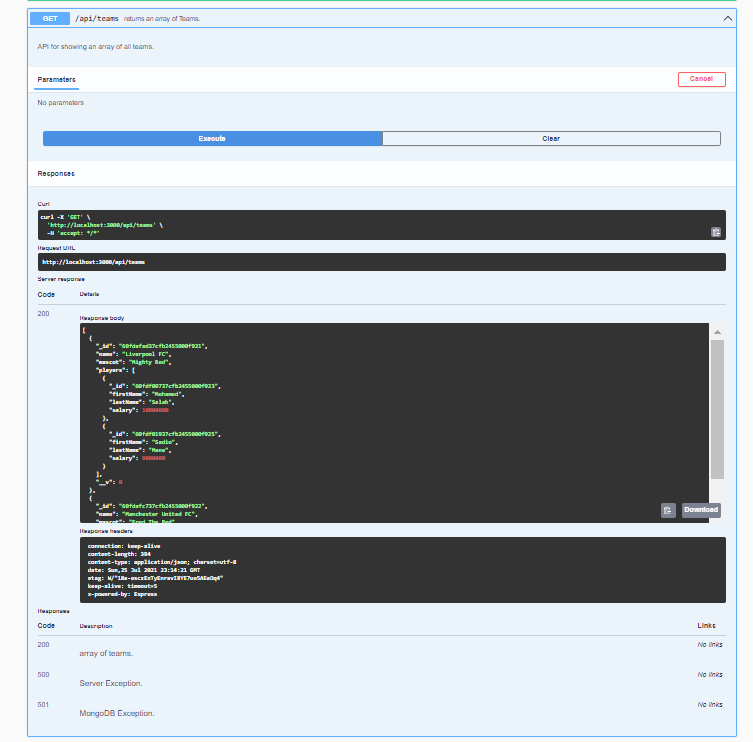 GET /api/teams returns an array of Teams.
API for showing an array of all teams.
Parameters Cancel
No parameters
Execute Clear
Responses
Curl
curl -X 'GET' \
'http://localhost:3000/api/teams' \
-H 'accept: */*'
Request URL
http://localhost:3000/api/teams
Server response
Code Details
200
Response body
[
{
"_id": "60fdefad37cfb2455000f921",
"name": "Liverpool FC",
"mascot": "Mighty Red",
"players": [
{
"_id": "60fdf00737cfb2455000f923",
"firstName": "Mohamed",
"lastName": "Salah",
"salary": 10000000
},
{
"_id": "60fdf01937cfb2455000f925",
"firstName": "Sadio",
"lastName": "Mane",
"salary": 9000000
}
],
"__v": 0
},
{
"_id": "60fdefc737cfb2455000f922",
"name": "Manchester United FC",
"mascot": "Fred The Red"
Download
Response headers
connection: keep-alive
content-length: 394
content-type: application/json; charset=utf-8
date: Sun,25 Jul 2021 23:14:21 GMT
keep-alive: timeout=5
x-powered-by: Express
Responses
Code Description Links
200 array of teams. No links
500 Server Exception. No links
501 MongoDB Exception. No links